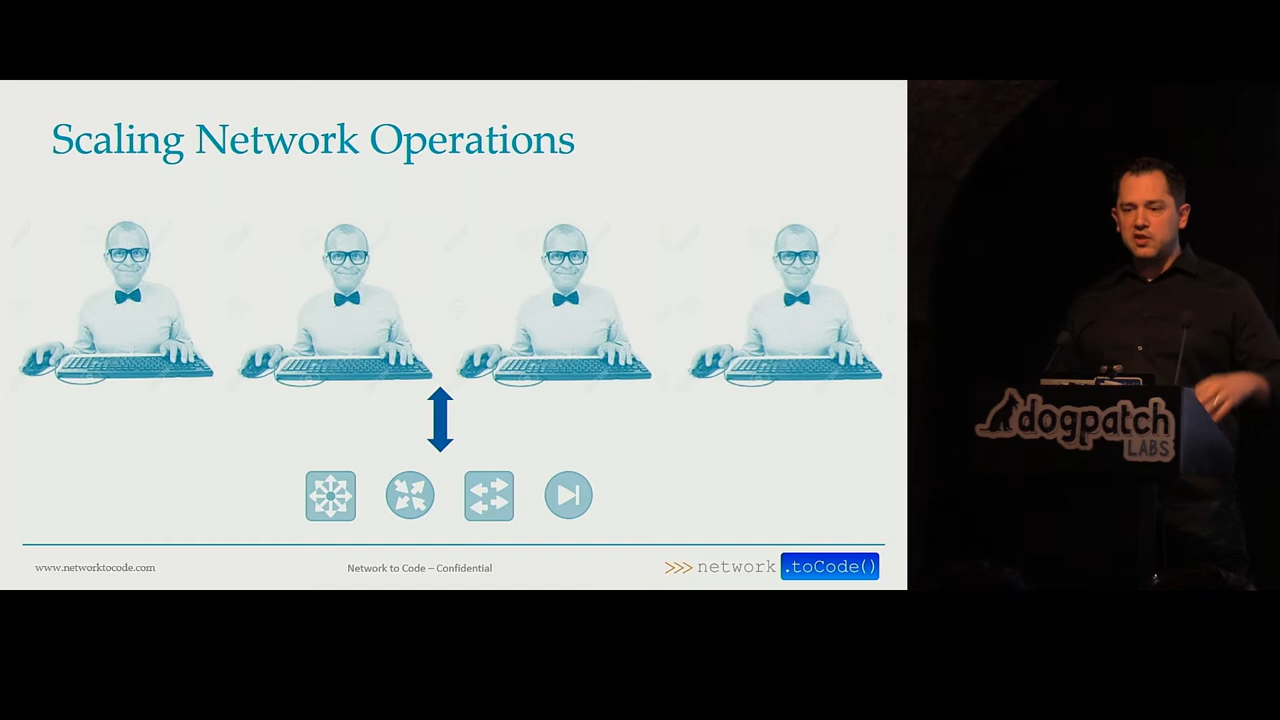 Scaling Network Operations
www.networktocode.com
Network to Code – Confidential
>>> network .toCode()
dogpatch
LABS